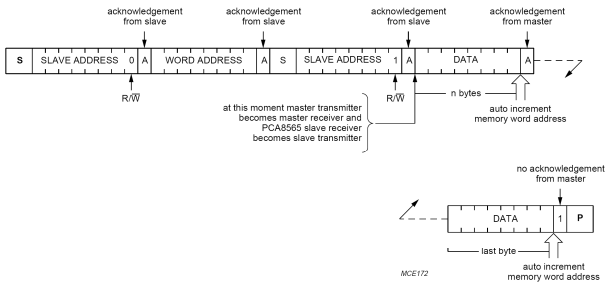 acknowledgement
from slave
acknowledgement
from slave
acknowledgement
from slave
acknowledgement
from master
S SLAVE ADDRESS 0 A WORD ADDRESS A S SLAVE ADDRESS 1 A DATA A
R/W̅
R/W̅
n bytes
at this moment master transmitter
becomes master receiver and
PCA8565 slave receiver
becomes slave transmitter
auto increment
memory word address
no acknowledgement
from master
DATA 1 P
last byte
auto increment
memory word address
MCE172